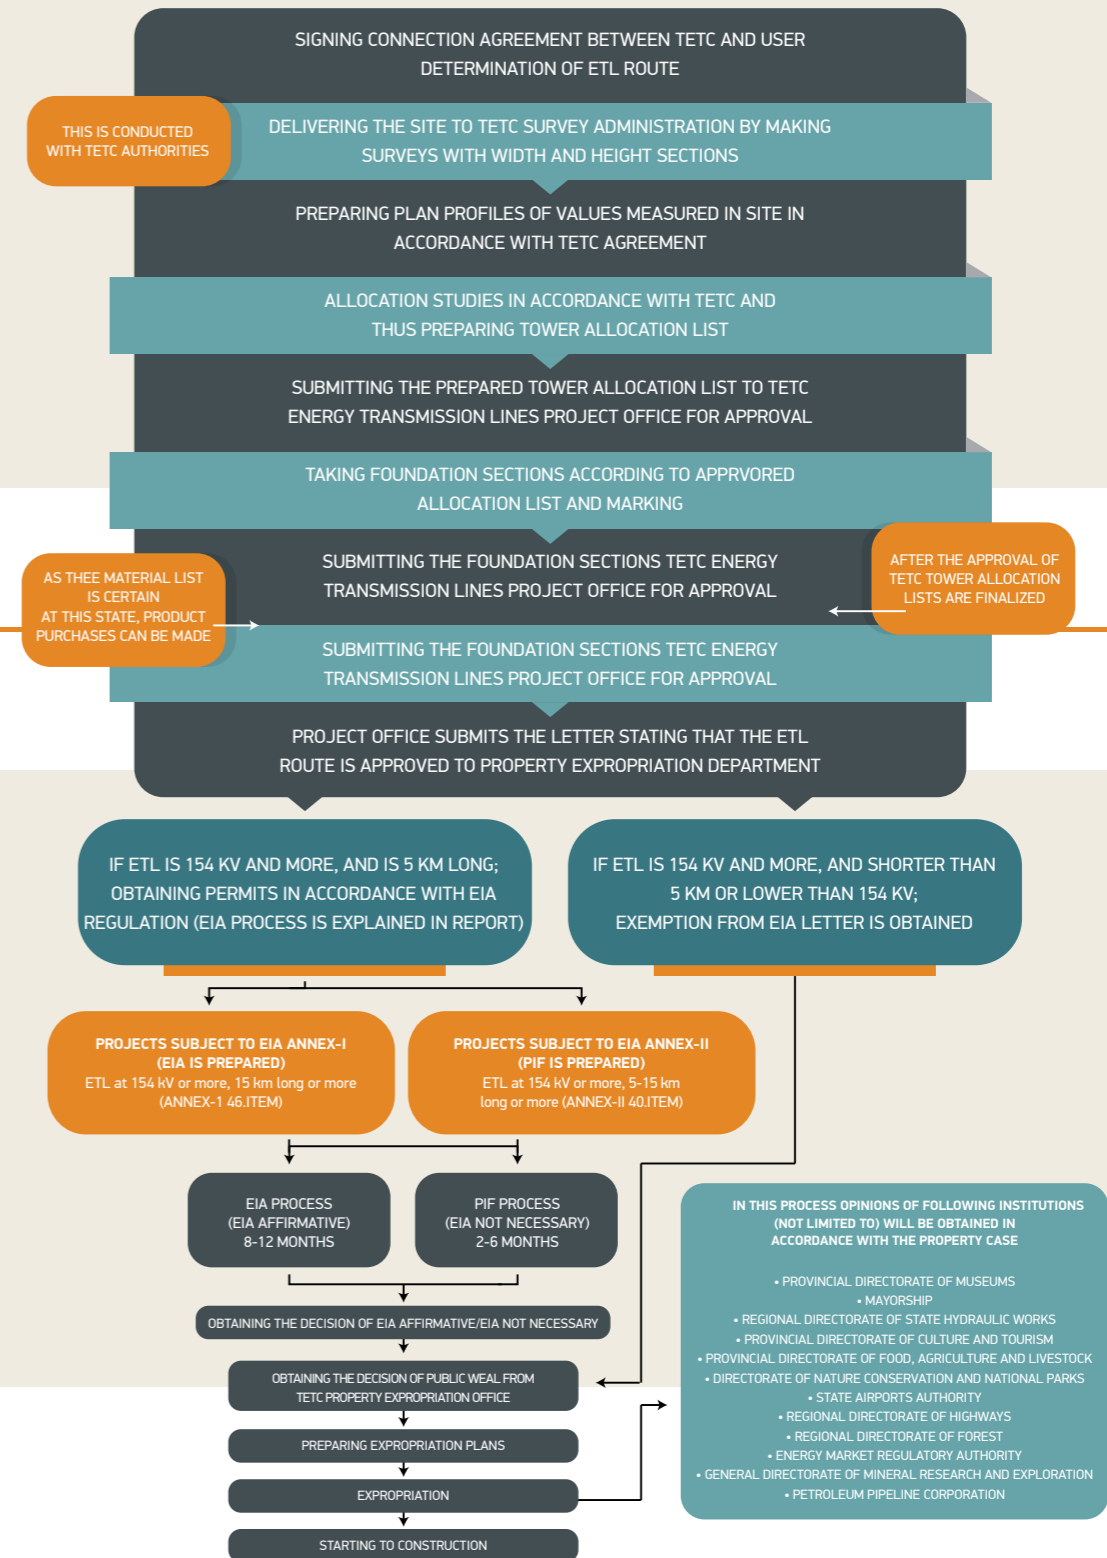 SIGNING CONNECTION AGREEMENT BETWEEN TETC AND USER
DETERMINATION OF ETL ROUTE
THIS IS CONDUCTED
WITH TETC AUTHORITIES
DELIVERING THE SITE TO TETC SURVEY ADMINISTRATION BY MAKING
SURVEYS WITH WIDTH AND HEIGHT SECTIONS
PREPARING PLAN PROFILES OF VALUES MEASURED IN SITE IN
ACCORDANCE WITH TETC AGREEMENT
ALLOCATION STUDIES IN ACCORDANCE WITH TETC AND
THUS PREPARING TOWER ALLOCATION LIST
SUBMITTING THE PREPARED TOWER ALLOCATION LIST TO TETC
ENERGY TRANSMISSION LINES PROJECT OFFICE FOR APPROVAL
TAKING FOUNDATION SECTIONS ACCORDING TO APPRVORED
ALLOCATION LIST AND MARKING
SUBMITTING THE FOUNDATION SECTIONS TETC ENERGY
TRANSMISSION LINES PROJECT OFFICE FOR APPROVAL
AFTER THE APPROVAL OF
TETC TOWER ALLOCATION
LISTS ARE FINALIZED
AS THEE MATERIAL LIST
IS CERTAIN
AT THIS STATE, PRODUCT
PURCHASES CAN BE MADE
SUBMITTING THE FOUNDATION SECTIONS TETC ENERGY
TRANSMISSION LINES PROJECT OFFICE FOR APPROVAL
PROJECT OFFICE SUBMITS THE LETTER STATING THAT THE ETL
ROUTE IS APPROVED TO PROPERTY EXPROPRIATION DEPARTMENT
IF ETL IS 154 KV AND MORE, AND IS 5 KM LONG;
OBTAINING PERMITS IN ACCORDANCE WITH EIA
REGULATION (EIA PROCESS IS EXPLAINED IN REPORT)
IF ETL IS 154 KV AND MORE, AND SHORTER THAN
5 KM OR LOWER THAN 154 KV;
EXEMPTION FROM EIA LETTER IS OBTAINED
PROJECTS SUBJECT TO EIA ANNEX-I
(EIA IS PREPARED)
ETL at 154 kV or more, 15 km long or more
(ANNEX-1 46.ITEM)
PROJECTS SUBJECT TO EIA ANNEX-II
(PIF IS PREPARED)
ETL at 154 kV or more, 5-15 km
long or more (ANNEX-II 40.ITEM)
EIA PROCESS
(EIA AFFIRMATIVE)
8-12 MONTHS
PIF PROCESS
(EIA NOT NECESSARY)
2-6 MONTHS
OBTAINING THE DECISION OF EIA AFFIRMATIVE/EIA NOT NECESSARY
OBTAINING THE DECISION OF PUBLIC WEAL FROM
TETC PROPERTY EXPROPRIATION OFFICE
PREPARING EXPROPRIATION PLANS
EXPROPRIATION
STARTING TO CONSTRUCTION
IN THIS PROCESS OPINIONS OF FOLLOWING INSTITUTIONS
(NOT LIMITED TO) WILL BE OBTAINED IN
ACCORDANCE WITH THE PROPERTY CASE
• PROVINCIAL DIRECTORATE OF MUSEUMS
• MAYORSHIP
• REGIONAL DIRECTORATE OF STATE HYDRAULIC WORKS
• PROVINCIAL DIRECTORATE OF CULTURE AND TOURISM
• PROVINCIAL DIRECTORATE OF FOOD, AGRICULTURE AND LIVESTOCK
• DIRECTORATE OF NATURE CONSERVATION AND NATIONAL PARKS
• STATE AIRPORTS AUTHORITY
• REGIONAL DIRECTORATE OF HIGHWAYS
• REGIONAL DIRECTORATE OF FOREST
• ENERGY MARKET REGULATORY AUTHORITY
• GENERAL DIRECTORATE OF MINERAL RESEARCH AND EXPLORATION
• PETROLEUM PIPELINE CORPORATION